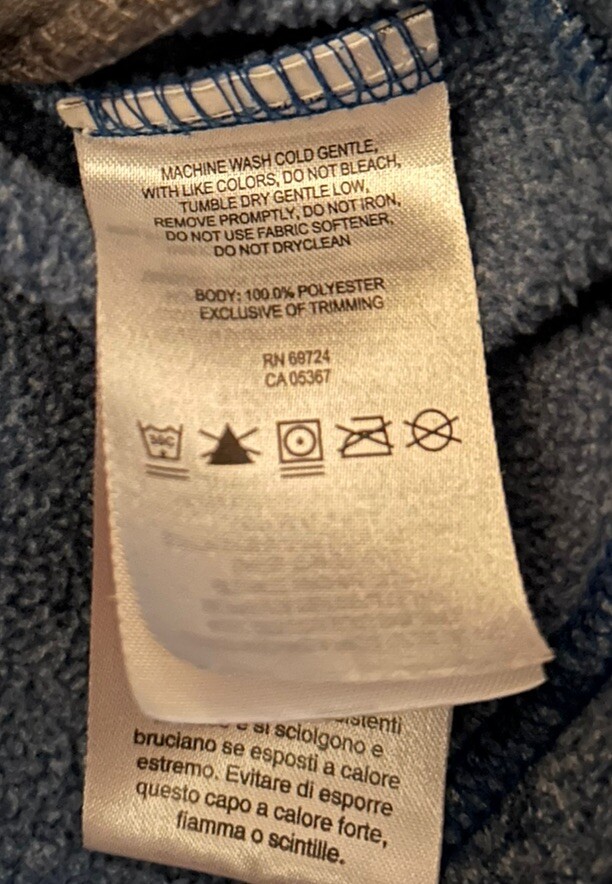 MACHINE WASH COLD GENTLE,
WITH LIKE COLORS, DO NOT BLEACH,
TUMBLE DRY GENTLE LOW,
REMOVE PROMPTLY, DO NOT IRON,
DO NOT USE FABRIC SOFTENER,
DO NOT DRYCLEAN
BODY: 100.0% POLYESTER
EXCLUSIVE OF TRIMMING
RN 69724
CA 05367
30C
e si sciolgono e
bruciano se esposti a calore
estremo. Evitare di esporre
questo capo a calore forte,
fiamma o scintille.